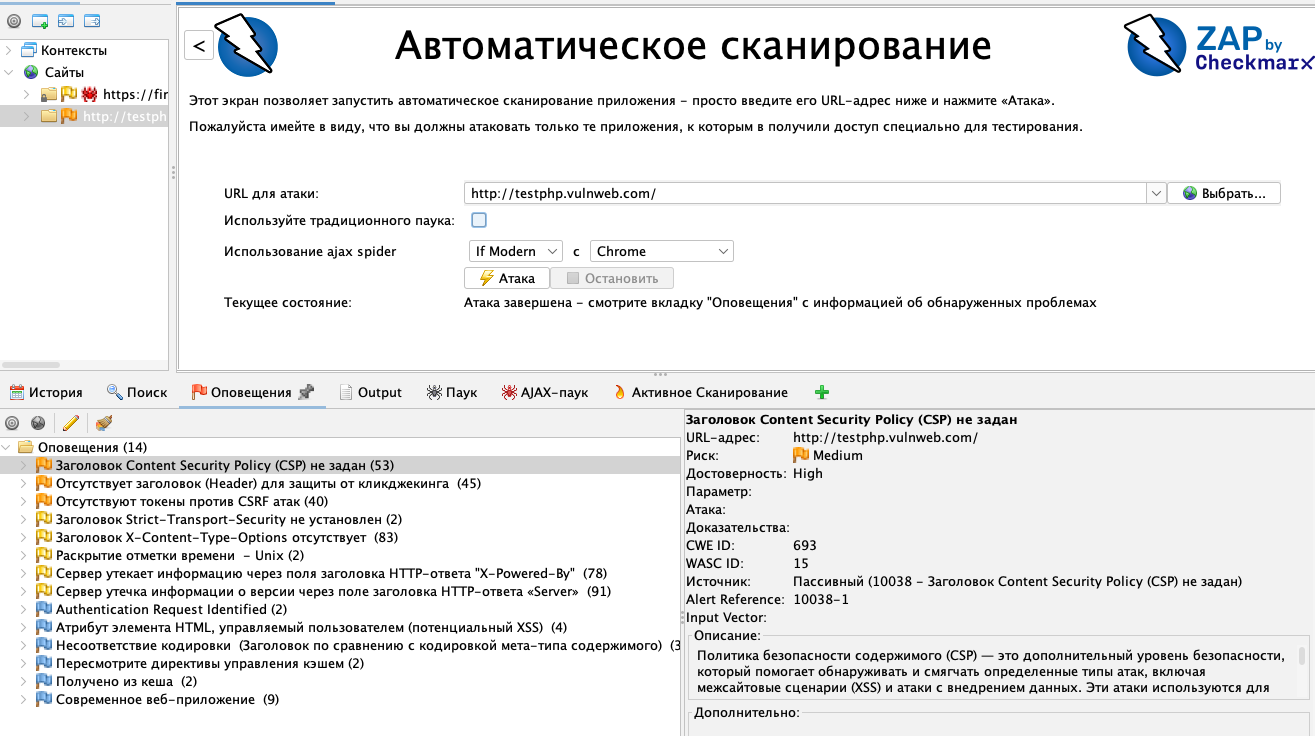 Контексты
Сайты
https://fir
http://testph
<
Автоматическое сканирование
ZAP by
Checkmarx
Этот экран позволяет запустить автоматическое сканирование приложения – просто введите его URL-адрес ниже и нажмите «Атака».
Пожалуйста имейте в виду, что вы должны атаковать только те приложения, к которым в получили доступ специально для тестирования.
URL для атаки: http://testphp.vulnweb.com/ Выбрать...
Используйте традиционного паука:
Использование ajax spider If Modern с Chrome
Атака Остановить
Текущее состояние: Атака завершена – смотрите вкладку "Оповещения" с информацией об обнаруженных проблемах
История Поиск Оповещения Output Паук AJAX-паук Активное Сканирование
Оповещения (14)
Заголовок Content Security Policy (CSP) не задан (53)
Отсутствует заголовок (Header) для защиты от кликджекинга (45)
Отсутствуют токены против CSRF атак (40)
Заголовок Strict-Transport-Security не установлен (2)
Заголовок X-Content-Type-Options отсутствует (83)
Раскрытие отметки времени – Unix (2)
Сервер утекает информацию через поля заголовка HTTP-ответа "X-Powered-By" (78)
Сервер утечка информации о версии через поле заголовка HTTP-ответа «Server» (91)
Authentication Request Identified (2)
Атрибут элемента HTML, управляемый пользователем (потенциальный XSS) (4)
Несоответствие кодировки (Заголовок по сравнению с кодировкой мета-типа содержимого) (3
Пересмотрите директивы управления кэшем (2)
Получено из кеша (2)
Современное веб-приложение (9)
Заголовок Content Security Policy (CSP) не задан
URL-адрес: http://testphp.vulnweb.com/
Риск: Medium
Достоверность: High
Параметр:
Атака:
Доказательства:
CWE ID: 693
WASC ID: 15
Источник: Пассивный (10038 – Заголовок Content Security Policy (CSP) не задан)
Alert Reference: 10038-1
Input Vector:
Описание:
Политика безопасности содержимого (CSP) — это дополнительный уровень безопасности,
который помогает обнаруживать и смягчать определенные типы атак, включая
межсайтовые сценарии (XSS) и атаки с внедрением данных. Эти атаки используются для
Дополнительно: